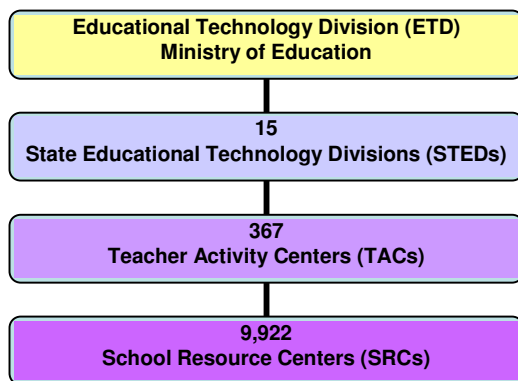 Educational Technology Division (ETD)
Ministry of Education
15
State Educational Technology Divisions (STEDs)
367
Teacher Activity Centers (TACs)
9,922
School Resource Centers (SRCs)